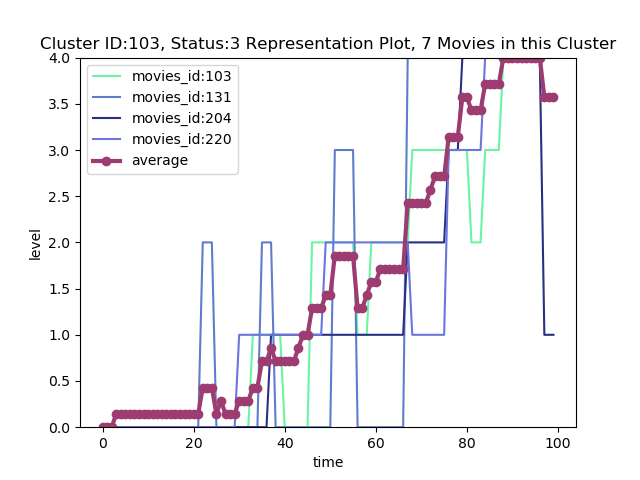 Cluster ID:103, Status:3 Representation Plot, 7 Movies in this Cluster
movies_id:103
movies_id:131
movies_id:204
movies_id:220
average
level
4.0
3.5
3.0
2.5
2.0
1.5
1.0
0.5
0.0
0
20
40
60
80
100
time